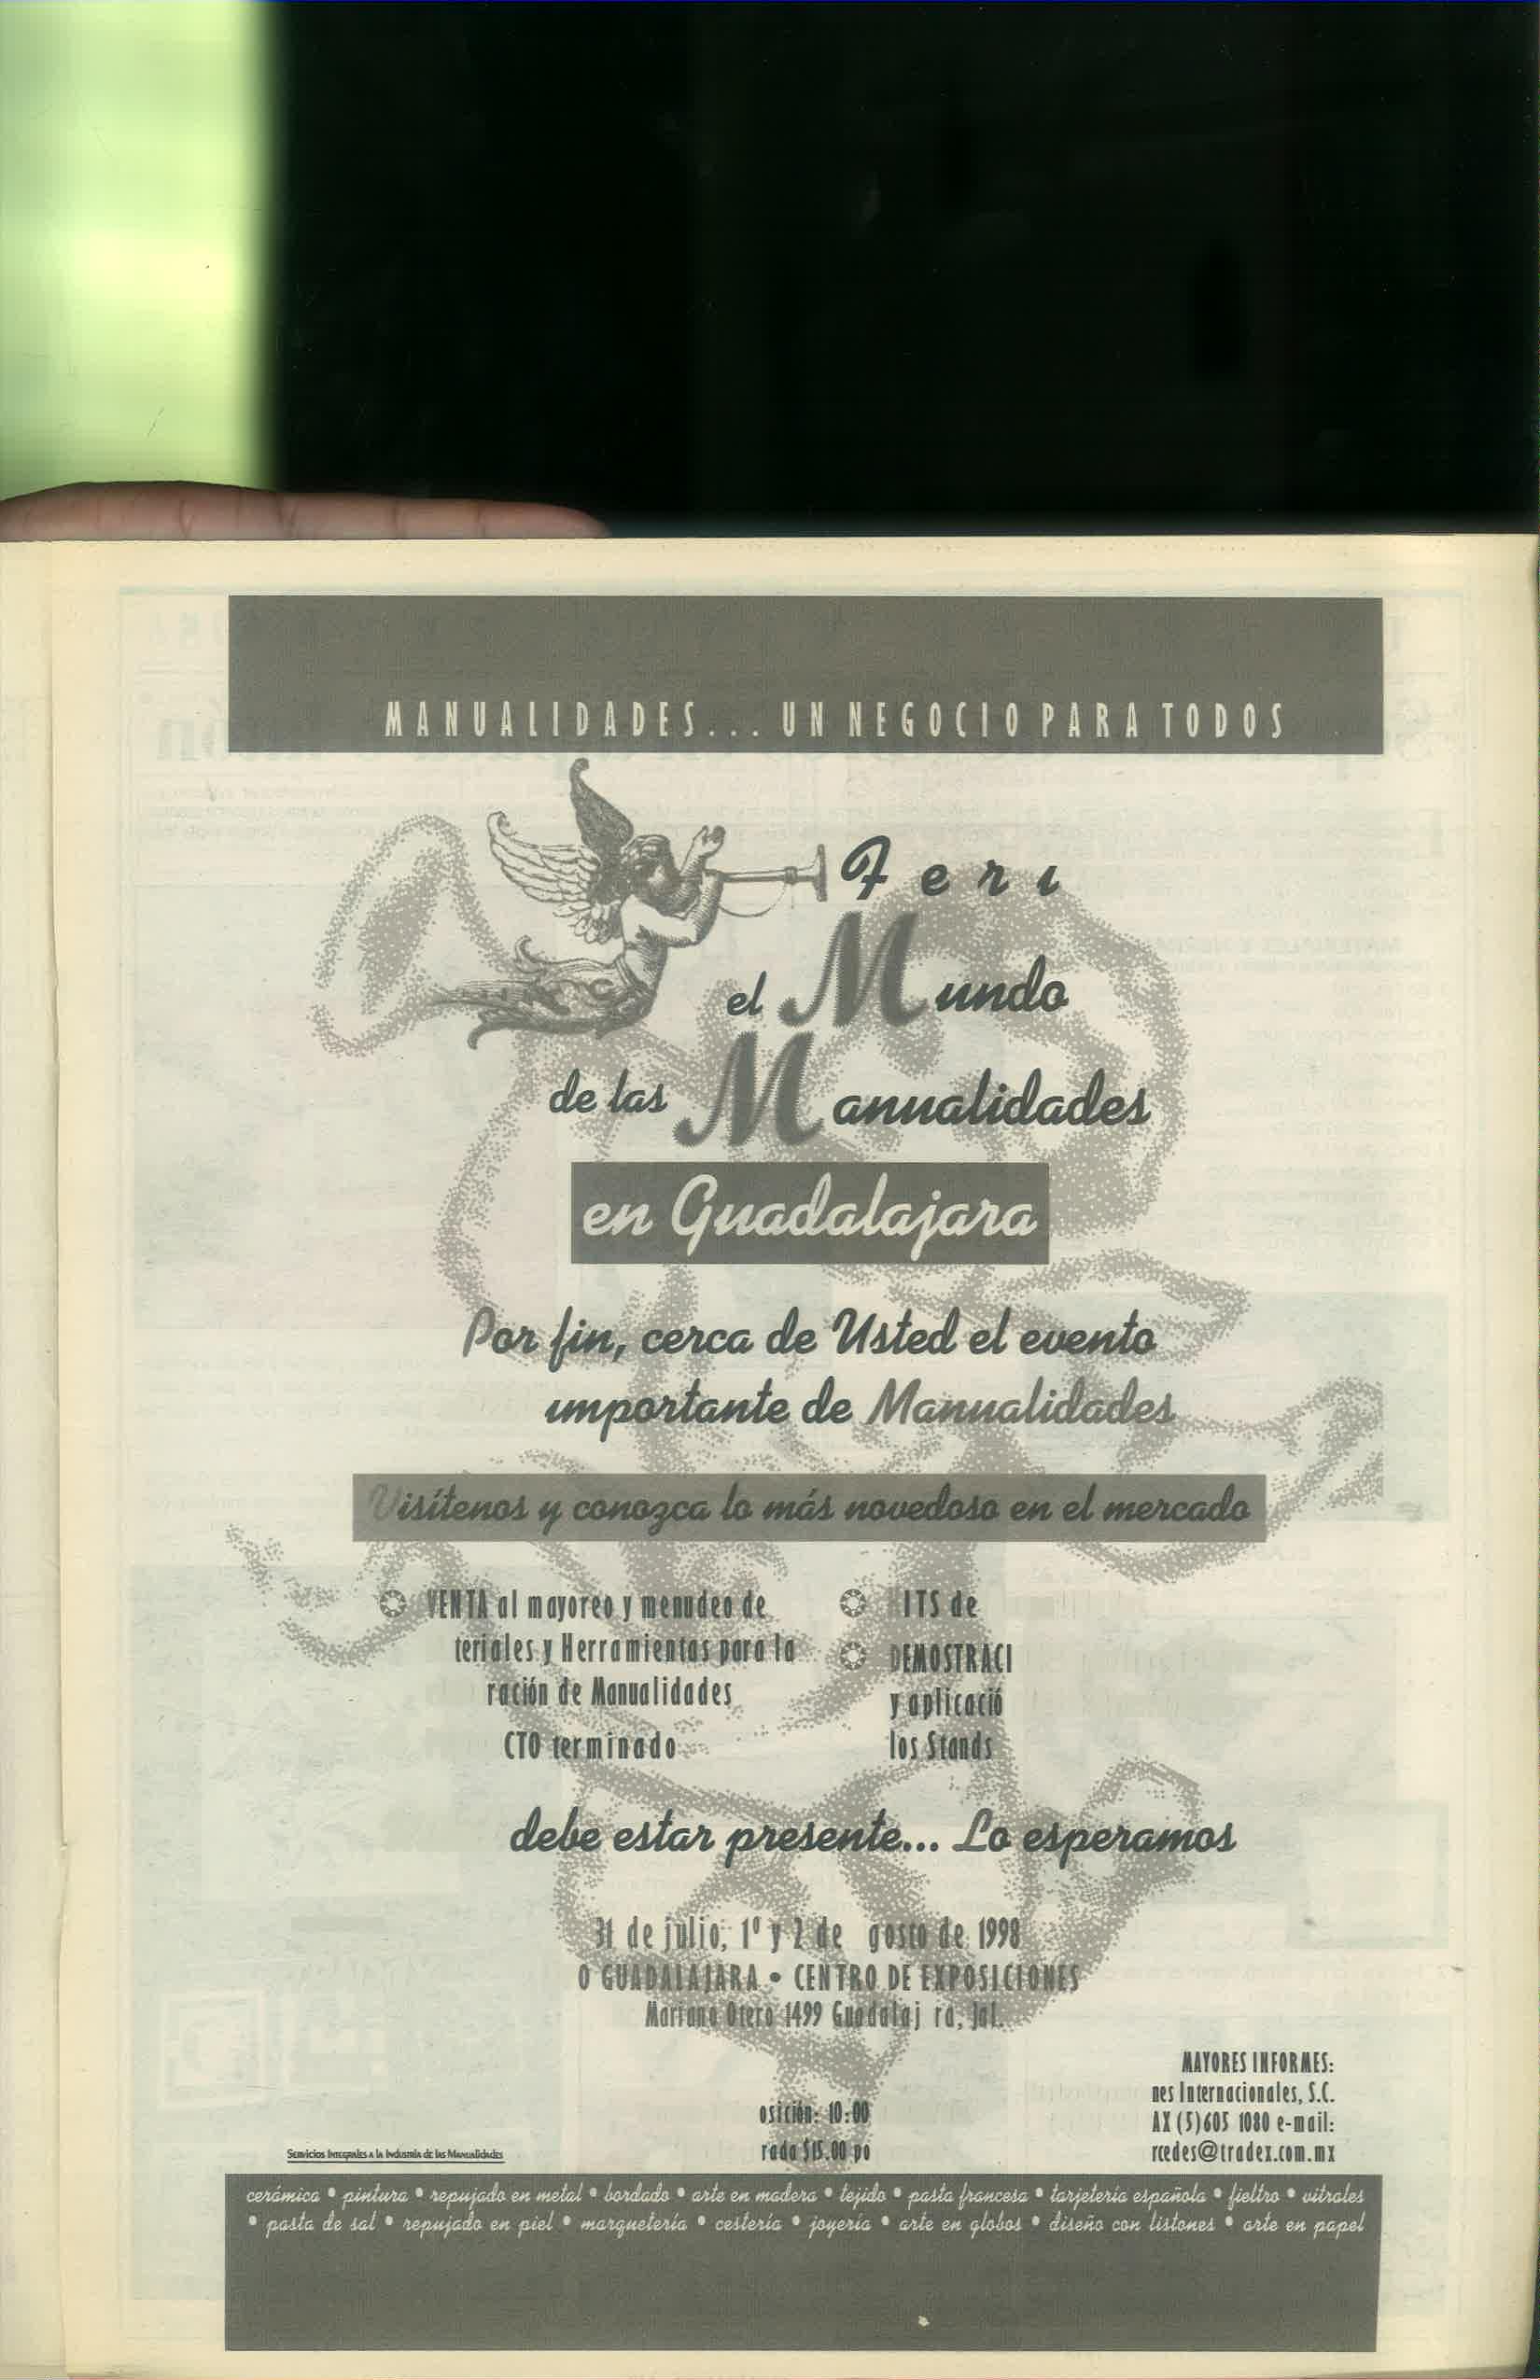 MANUALIDADES... UN NEGOCIO PARA TODOS
Feri
el Mundo
de las Manualidades
en Guadalajara
Por fin, cerca de Usted el evento
importante de Manualidades
Visítenos y conozca lo más novedoso en el mercado
VENTA al mayoreo y menudeo de
teriales y Herramientas para la
ración de Manualidades
CTO terminado
ITS de
DEMOSTRACI
y aplicació
los Stands
debe estar presente... Lo esperamos
31 de julio, 1º y 2 de gosto de 1998
O GUADALAJARA • CENTRO DE EXPOSICIONES
Mariano Otero 1499 Guadalaj ra, Jal.
MAYORES INFORMES:
nes Internacionales, S.C.
AX (5)605 1080 e-mail:
rcedes@tradex.com.mx
osición: 10:00
rada $15.00 po
Servicios Integrales a la Industria de las Manualidades
cerámica • pintura • repujado en metal • bordado • arte en madera • tejido • pasta francesa • tarjetería española • fieltro • vitrales
• pasta de sal • repujado en piel • marquetería • cestería • joyería • arte en globos • diseño con listones • arte en papel